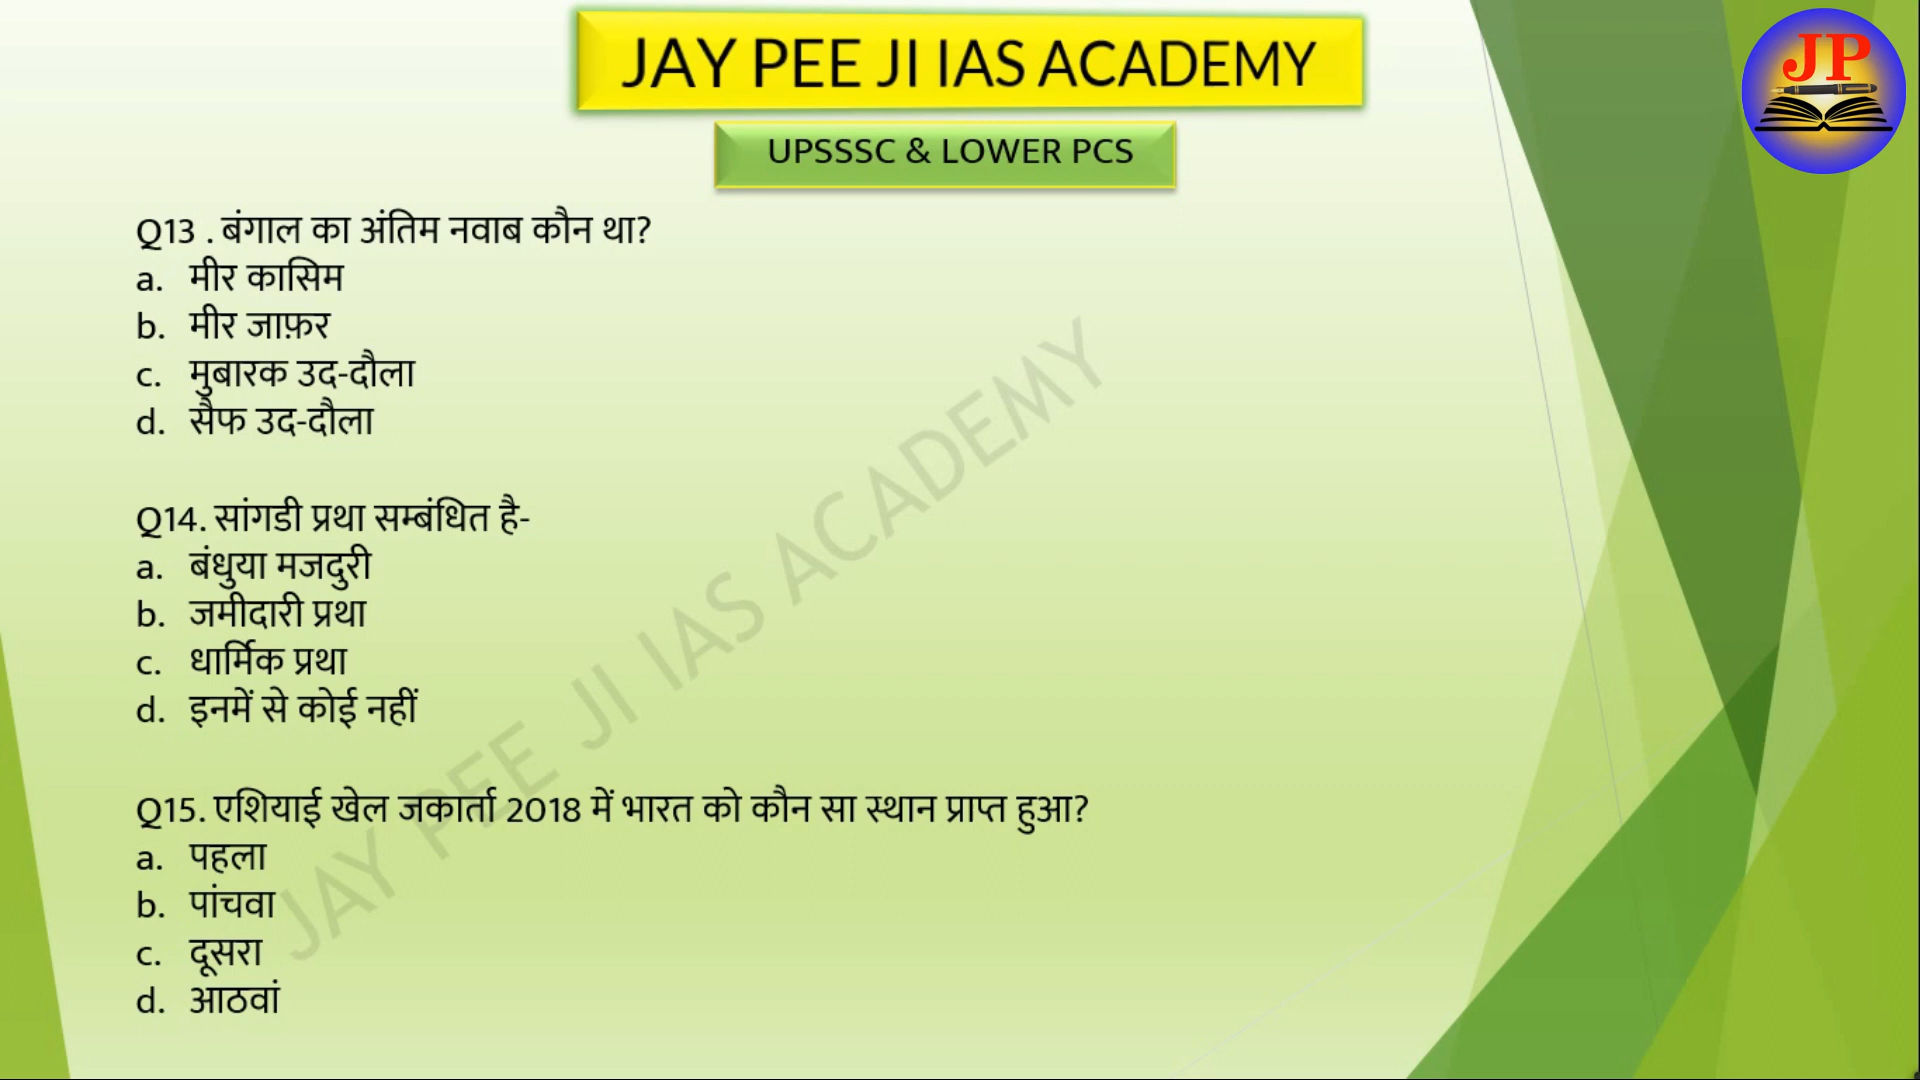 JAY PEE JI IAS ACADEMY
JP
UPSSSC & LOWER PCS
Q13 . बंगाल का अंतिम नवाब कौन था?
a. मीर कासिम
b. मीर जाफ़र
c. मुबारक उद-दौला
d. सैफ उद-दौला
Q14. सांगडी प्रथा सम्बंधित है-
a. बंधुया मजदुरी
b. जमीदारी प्रथा
c. धार्मिक प्रथा
d. इनमें से कोई नहीं
Q15. एशियाई खेल जकार्ता 2018 में भारत को कौन सा स्थान प्राप्त हुआ?
a. पहला
b. पांचवा
c. दूसरा
d. आठवां
JAY PEE JI IAS ACADEMY